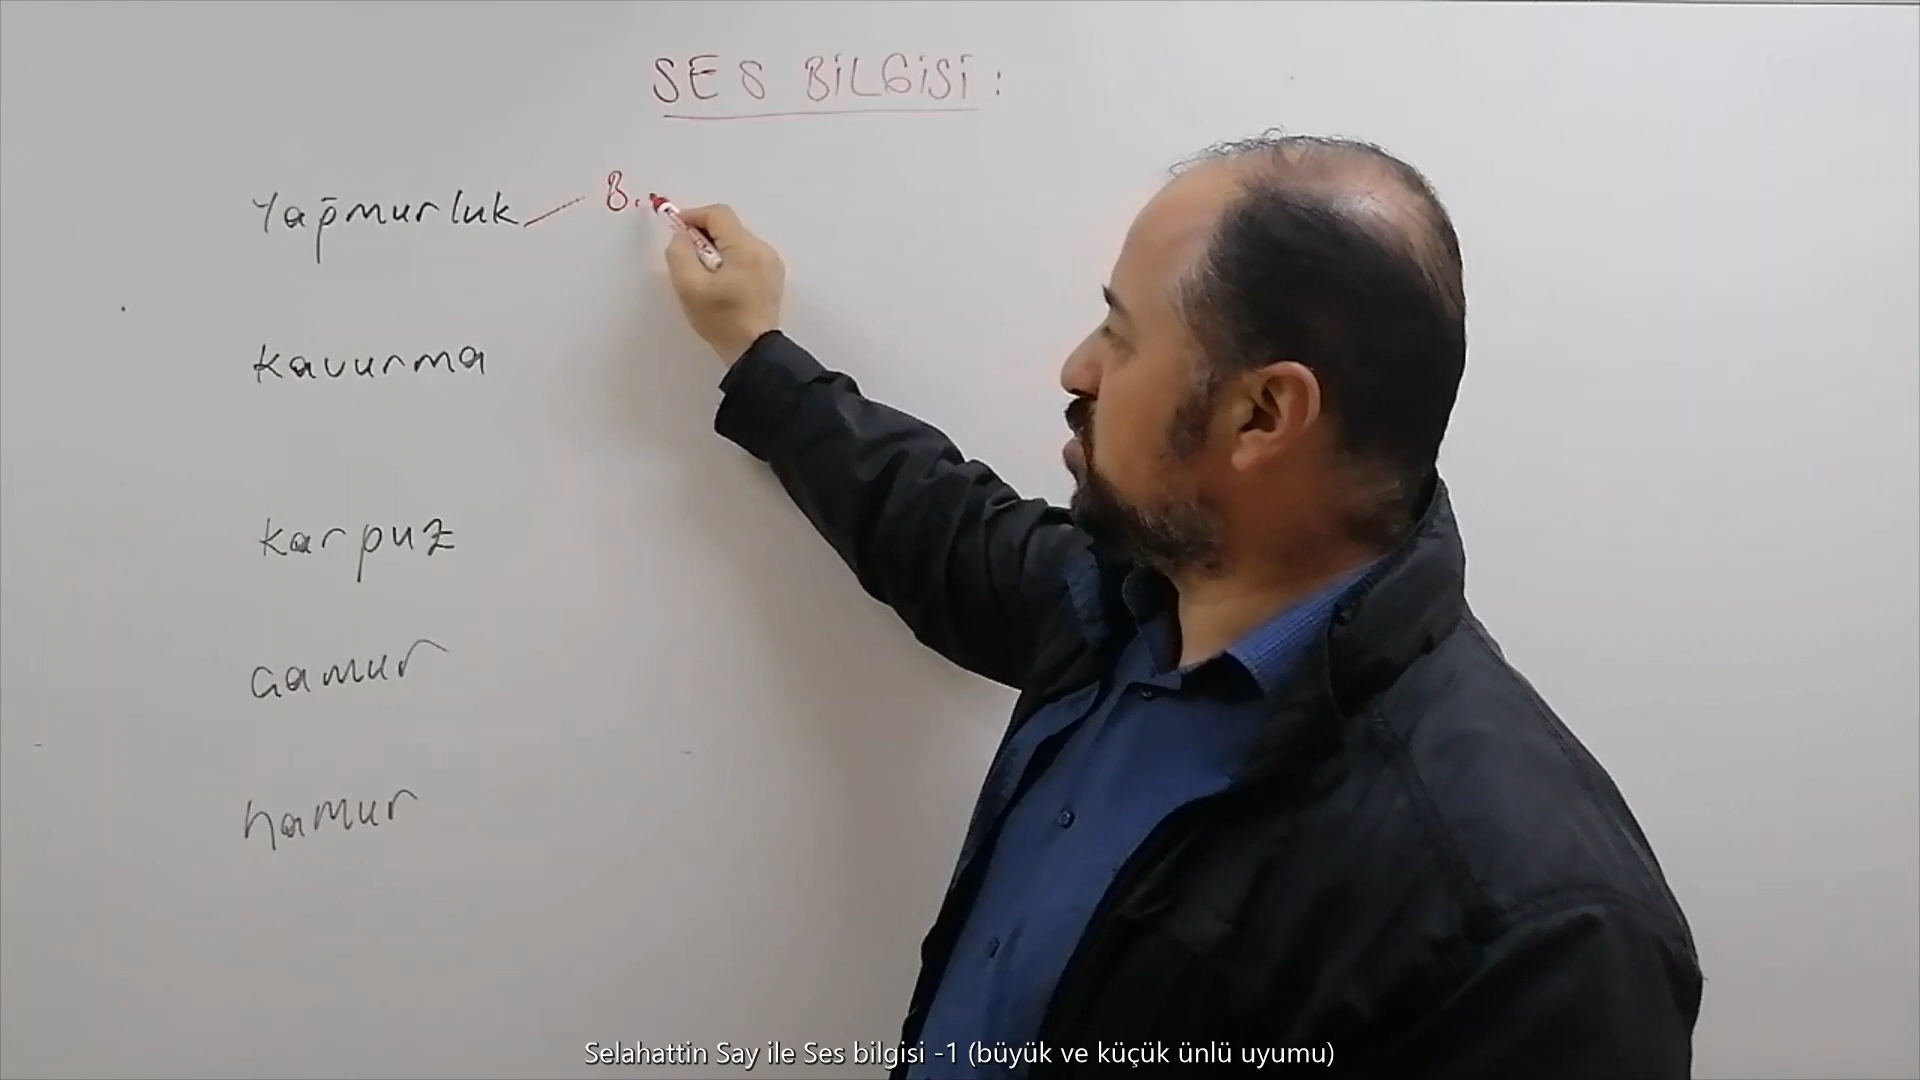 SES BİLGİSİ:
Yağmurluk B.
kavurma
karpuz
çamur
hamur
Selahattin Say ile Ses bilgisi -1 (büyük ve küçük ünlü uyumu)